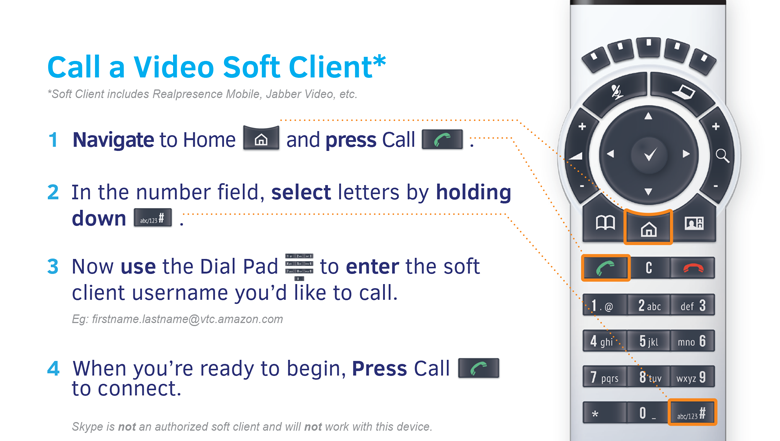 Call a Video Soft Client*
*Soft Client includes Realpresence Mobile, Jabber Video, etc.
1 Navigate to Home and press Call .
2 In the number field, select letters by holding
down abc/123 # .
3 Now use the Dial Pad to enter the soft
client username you’d like to call.
Eg: firstname.lastname@vtc.amazon.com
4 When you’re ready to begin, Press Call
to connect.
Skype is not an authorized soft client and will not work with this device.
+ +
- -
C
1 . @ 2 abc def 3
4 ghi 5 jkl mno 6
7 pqrs 8 tuv wxyz 9
* 0 _ abc/123 #